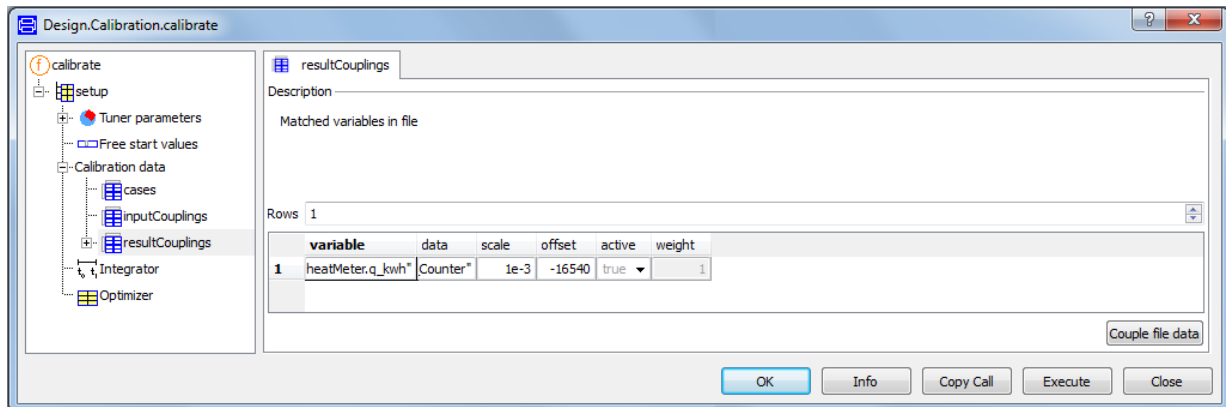 Design.Calibration.calibrate
calibrate
setup
Tuner parameters
Free start values
Calibration data
cases
inputCouplings
resultCouplings
Integrator
Optimizer
resultCouplings
Description
Matched variables in file
Rows 1
variable data scale offset active weight
1 heatMeter.q_kwh" Counter" 1e-3 -16540 true 1
Couple file data
OK Info Copy Call Execute Close